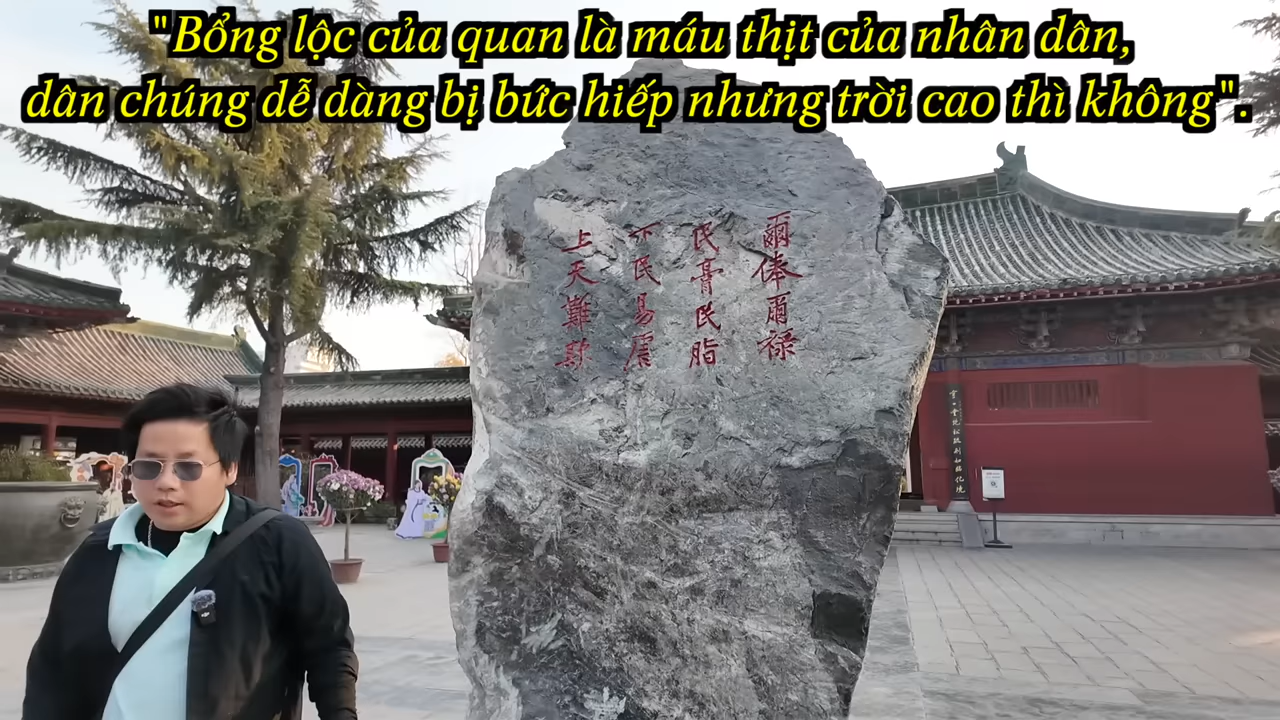 "Bổng lộc của quan là máu thịt của nhân dân,
dân chúng dễ dàng bị bức hiếp nhưng trời cao thì không".
爾俸爾祿
民膏民脂
下民易虐
上天難欺